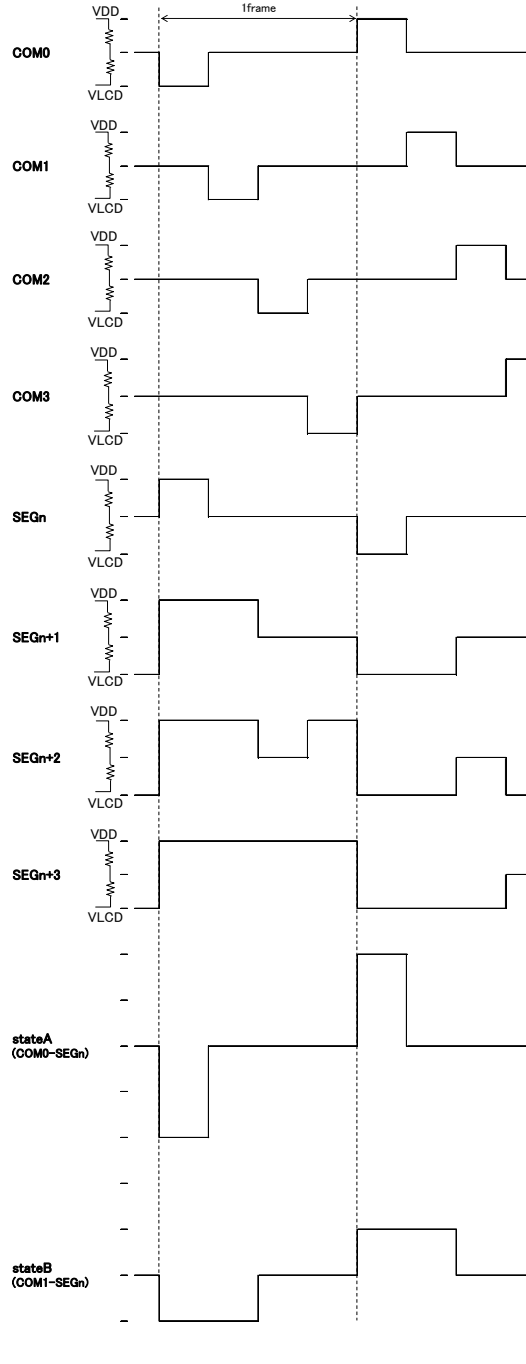 1frame
VDD
COM0
VLCD
VDD
COM1
VLCD
VDD
COM2
VLCD
VDD
COM3
VLCD
VDD
SEGn
VLCD
VDD
SEGn+1
VLCD
VDD
SEGn+2
VLCD
VDD
SEGn+3
VLCD
stateA
(COM0-SEGn)
stateB
(COM1-SEGn)